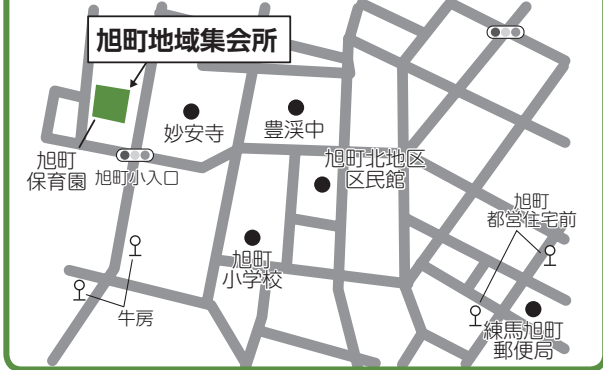 旭町地域集会所
妙安寺
豊渓中
旭町
保育園
旭町小入口
旭町北地区
区民館
旭町
都営住宅前
旭町
小学校
牛房
練馬旭町
郵便局